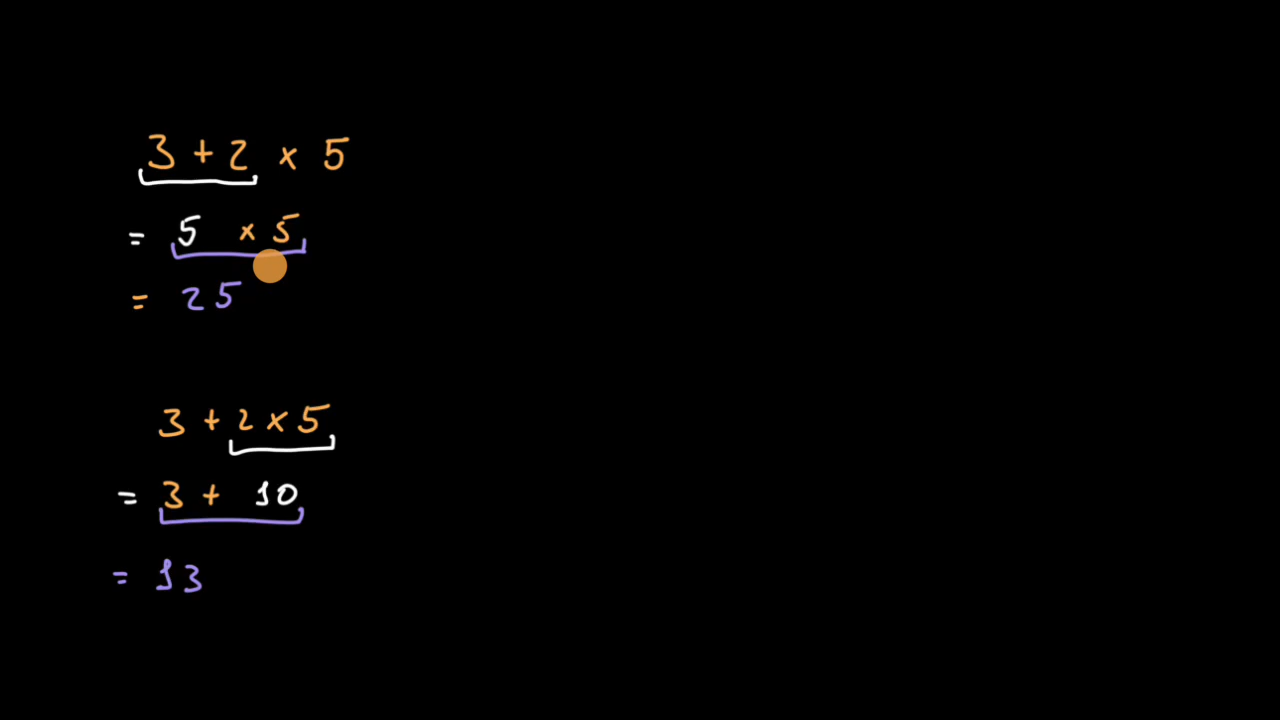 3 + 2 × 5
= 5 × 5
= 25
3 + 2 × 5
= 3 + 10
= 13